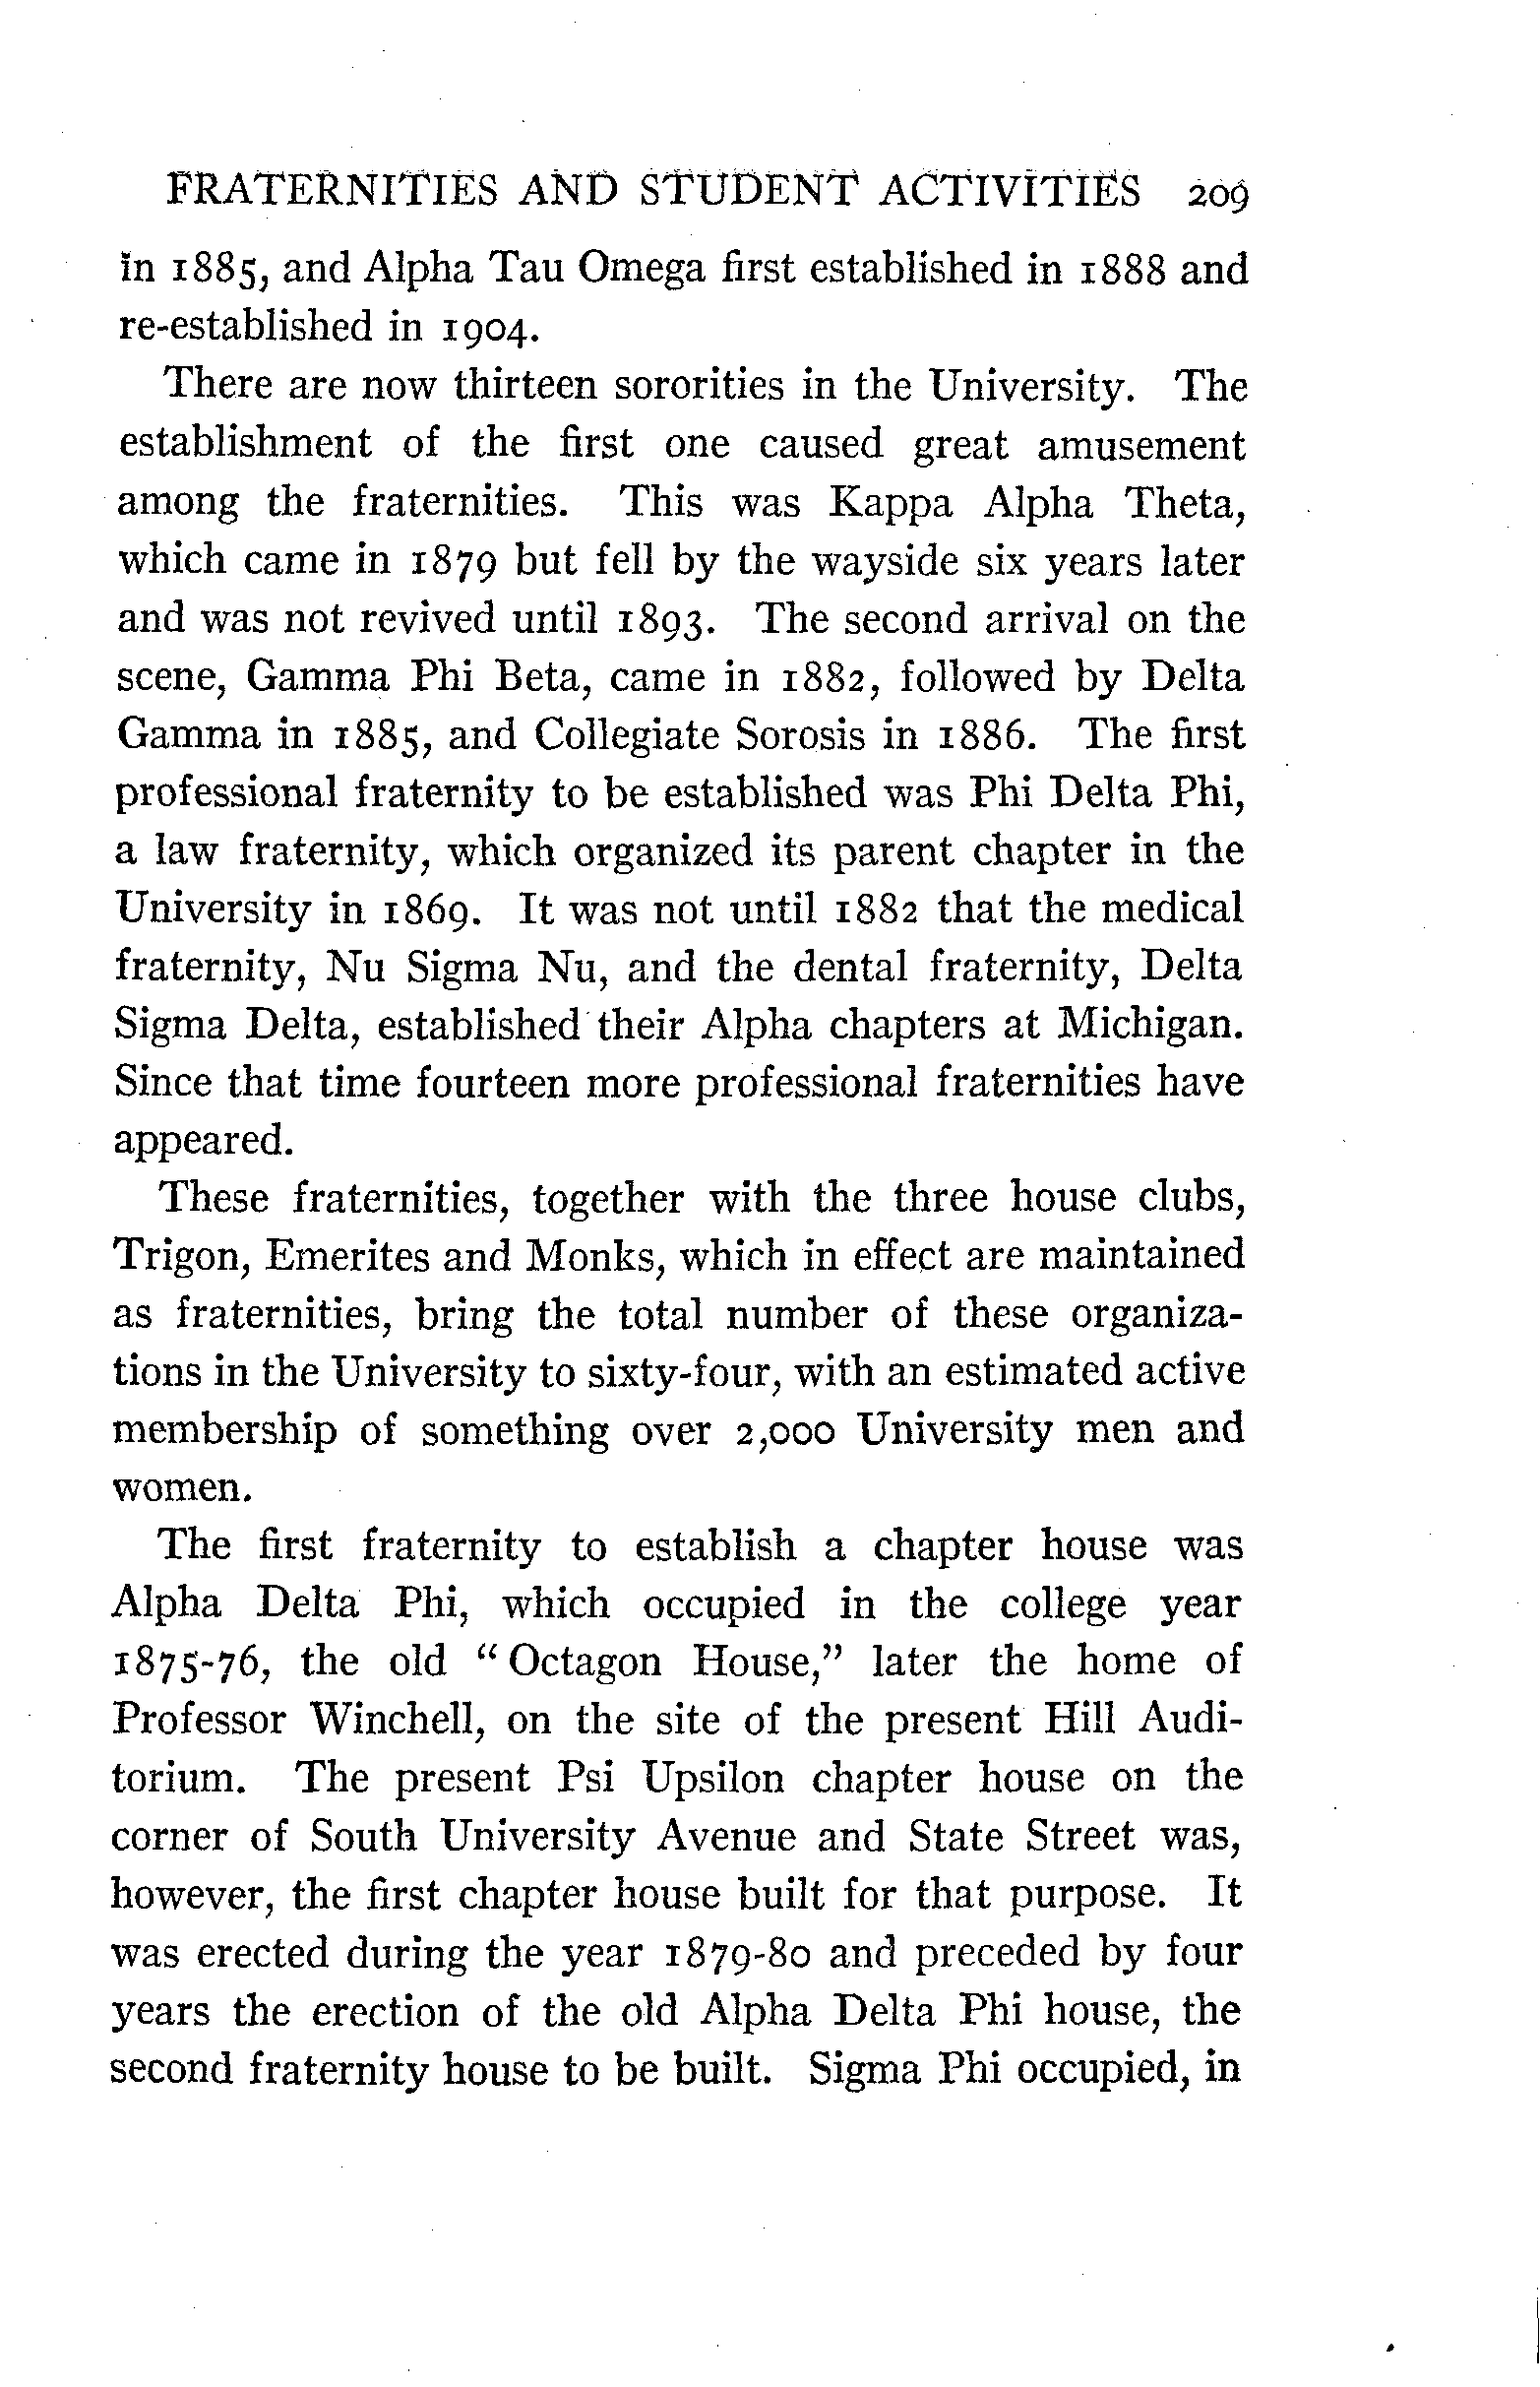 FRATERNITIES AND STUDENT ACTIVITIES 209
in 1885, and Alpha Tau Omega first established in 1888 and
re-established in 1904.
There are now thirteen sororities in the University. The
establishment of the first one caused great amusement
among the fraternities. This was Kappa Alpha Theta,
which came in 1879 but fell by the wayside six years later
and was not revived until 1893. The second arrival on the
scene, Gamma Phi Beta, came in 1882, followed by Delta
Gamma in 1885, and Collegiate Sorosis in 1886. The first
professional fraternity to be established was Phi Delta Phi,
a law fraternity, which organized its parent chapter in the
University in 1869. It was not until 1882 that the medical
fraternity, Nu Sigma Nu, and the dental fraternity, Delta
Sigma Delta, established their Alpha chapters at Michigan.
Since that time fourteen more professional fraternities have
appeared.
These fraternities, together with the three house clubs,
Trigon, Emerites and Monks, which in effect are maintained
as fraternities, bring the total number of these organiza-
tions in the University to sixty-four, with an estimated active
membership of something over 2,000 University men and
women.
The first fraternity to establish a chapter house was
Alpha Delta Phi, which occupied in the college year
1875-76, the old "Octagon House," later the home of
Professor Winchell, on the site of the present Hill Audi-
torium. The present Psi Upsilon chapter house on the
corner of South University Avenue and State Street was,
however, the first chapter house built for that purpose. It
was erected during the year 1879-80 and preceded by four
years the erection of the old Alpha Delta Phi house, the
second fraternity house to be built. Sigma Phi occupied, in